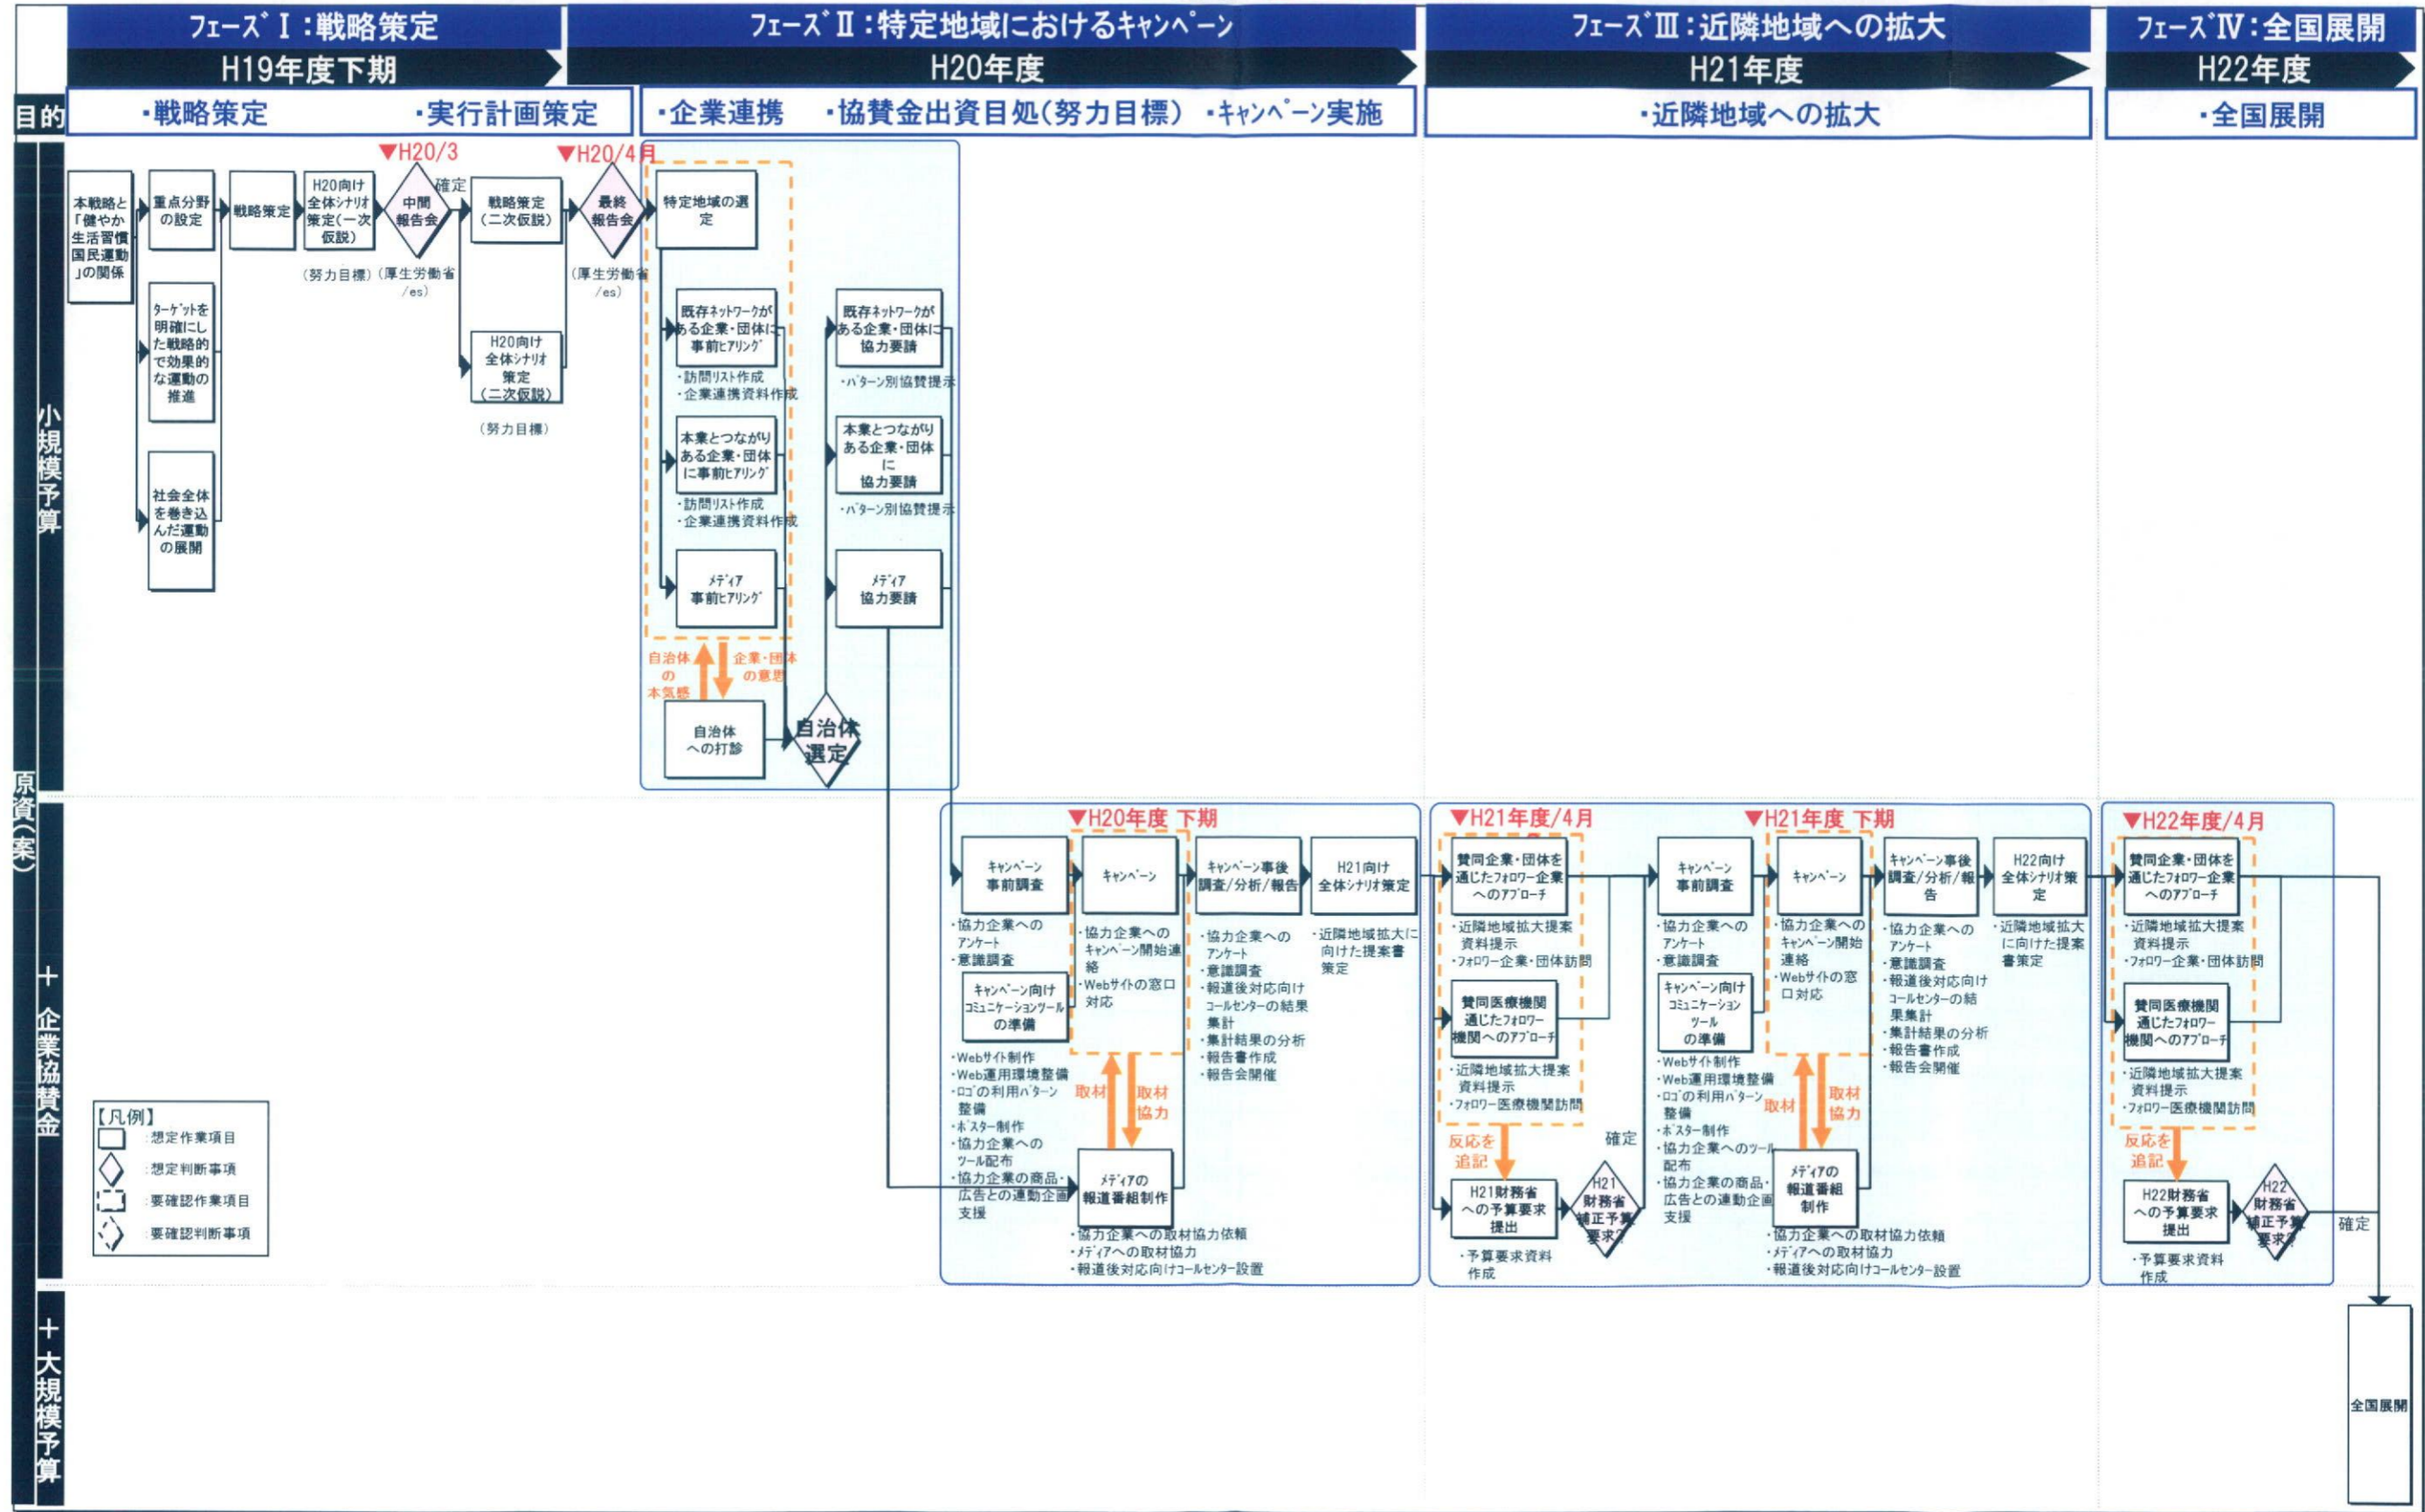 フェーズⅠ:戦略策定
フェーズⅡ:特定地域におけるキャンペーン
フェーズⅢ:近隣地域への拡大
フェーズⅣ:全国展開
H19年度下期
H20年度
H21年度
H22年度
目的
・戦略策定
・実行計画策定
・企業連携
・協賛金出資目処(努力目標)
・キャンペーン実施
・近隣地域への拡大
・全国展開
原資(案)
小規模予算
▼H20/3
▼H20/4月
本戦略と
「健やか
生活習慣
国民運動
」の関係
重点分野
の設定
ターゲットを
明確にし
た戦略的
で効果的
な運動の
推進
社会全体
を巻き込
んだ運動
の展開
戦略策定
H20向け
全体シナリオ
策定(一次
仮説)
(努力目標)
中間
報告会
(厚生労働省
/es)
確定
戦略策定
(二次仮説)
H20向け
全体シナリオ
策定
(二次仮説)
(努力目標)
最終
報告会
(厚生労働省
/es)
特定地域の選
定
既存ネットワークが
ある企業・団体に
事前ヒアリング
・訪問リスト作成
・企業連携資料作成
本業とつながり
ある企業・団体
に事前ヒアリング
・訪問リスト作成
・企業連携資料作成
メディア
事前ヒアリング
自治体
の
本気感
企業・団体
の意思
自治体
への打診
自治体
選定
既存ネットワークが
ある企業・団体に
協力要請
・パターン別協賛提示
本業とつながり
ある企業・団体
に
協力要請
・パターン別協賛提示
メディア
協力要請
+企業協賛金
▼H20年度 下期
キャンペーン
事前調査
・協力企業への
アンケート
・意識調査
キャンペーン向け
コミュニケーションツール
の準備
・Webサイト制作
・Web運用環境整備
・ロゴの利用パターン
整備
・ポスター制作
・協力企業への
ツール配布
・協力企業の商品・
広告との連動企画
支援
キャンペーン
・協力企業への
キャンペーン開始連
絡
・Webサイトの窓口
対応
取材
取材
協力
メディアの
報道番組制作
・協力企業への取材協力依頼
・メディアへの取材協力
・報道後対応向けコールセンター設置
キャンペーン事後
調査/分析/報告
・協力企業への
アンケート
・意識調査
・報道後対応向け
コールセンターの結果
集計
・集計結果の分析
・報告書作成
・報告会開催
H21向け
全体シナリオ策定
・近隣地域拡大に
向けた提案書
策定
▼H21年度/4月
賛同企業・団体を
通じたフォロワー企業
へのアプローチ
・近隣地域拡大提案
資料提示
・フォロワー企業・団体訪問
賛同医療機関
通じたフォロワー
機関へのアプローチ
・近隣地域拡大提案
資料提示
・フォロワー医療機関訪問
反応を
追記
H21財務省
への予算要求
提出
・予算要求資料
作成
H21
財務省
補正予算
要求?
確定
▼H21年度 下期
キャンペーン
事前調査
・協力企業への
アンケート
・意識調査
キャンペーン向け
コミュニケーション
ツール
の準備
・Webサイト制作
・Web運用環境整備
・ロゴの利用パターン
整備
・ポスター制作
・協力企業へのツール
配布
・協力企業の商品・
広告との連動企画
支援
キャンペーン
・協力企業への
キャンペーン開始
連絡
・Webサイトの窓
口対応
取材
取材
協力
メディアの
報道番組
制作
・協力企業への取材協力依頼
・メディアへの取材協力
・報道後対応向けコールセンター設置
キャンペーン事後
調査/分析/報
告
・協力企業への
アンケート
・意識調査
・報道後対応向け
コールセンターの結
果集計
・集計結果の分析
・報告書作成
・報告会開催
H22向け
全体シナリオ策
定
・近隣地域拡大
に向けた提案
書策定
▼H22年度/4月
賛同企業・団体を
通じたフォロワー企業
へのアプローチ
・近隣地域拡大提案
資料提示
・フォロワー企業・団体訪問
賛同医療機関
通じたフォロワー
機関へのアプローチ
・近隣地域拡大提案
資料提示
・フォロワー医療機関訪問
反応を
追記
H22財務省
への予算要求
提出
・予算要求資料
作成
H22
財務省
補正予算
要求?
確定
【凡例】
:想定作業項目
:想定判断事項
:要確認作業項目
:要確認判断事項
+大規模予算
全国展開